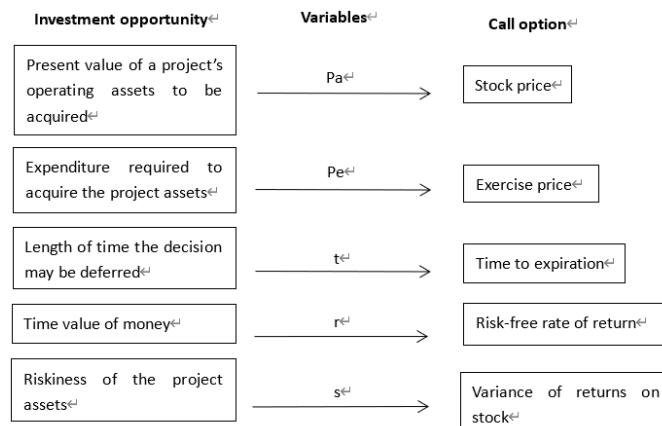 Investment opportunity↵
Variables↵
Call option↵
Present value of a project's
operating assets to be
acquired↵
Pa↵
Stock price↵
Expenditure required to
acquire the project assets↵
Pe↵
Exercise price↵
Length of time the decision
may be deferred↵
t↵
Time to expiration↵
Time value of money↵
r↵
Risk-free rate of return↵
Riskiness of the project
assets↵
s↵
Variance of returns on
stock↵